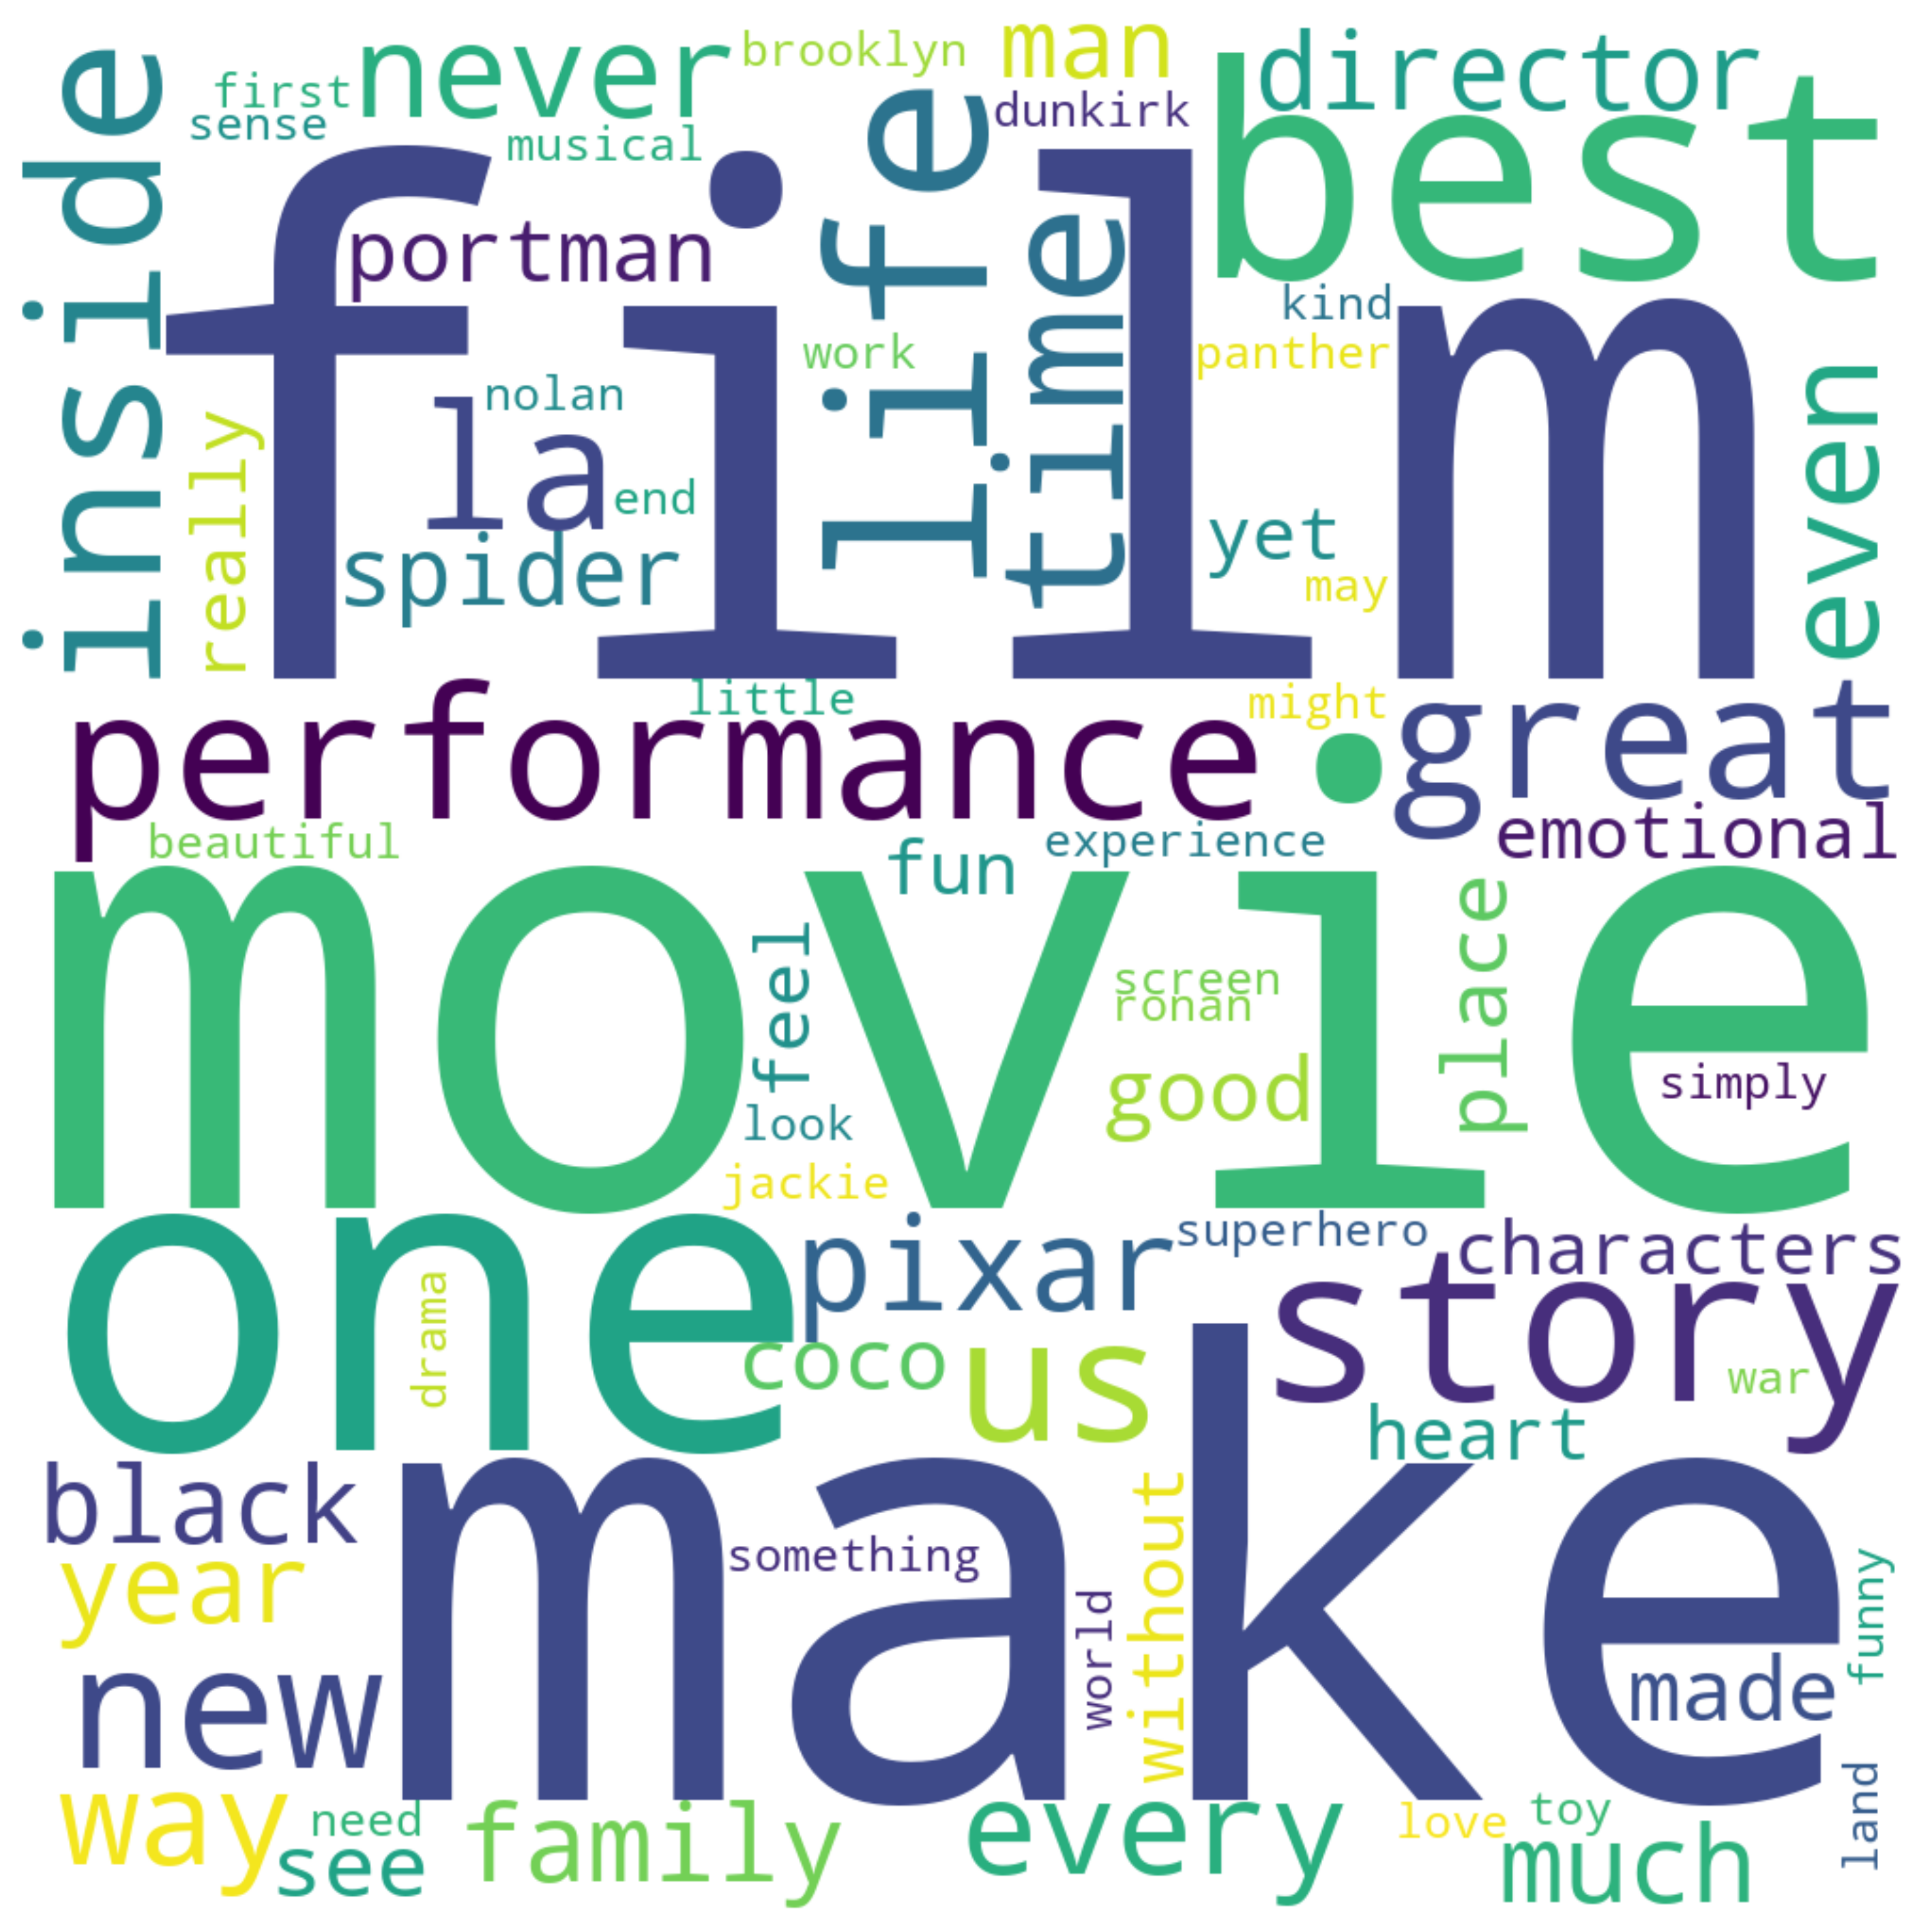 never
brooklyn
man
director
first
sense
musical
dunkirk
best
inside
film
portman
life
time
kind
panther
work
nolan
la
end
really
spider
yet
may
even
little
might
performance
great
beautiful
fun
experience
emotional
movie
feel
screen
ronan
place
good
simply
look
jackie
one
pixar
superhero
characters
story
drama
coco
us
war
heart
black
make
year
something
without
world
funny
new
made
land
way
need
see
family
every
love
toy
much